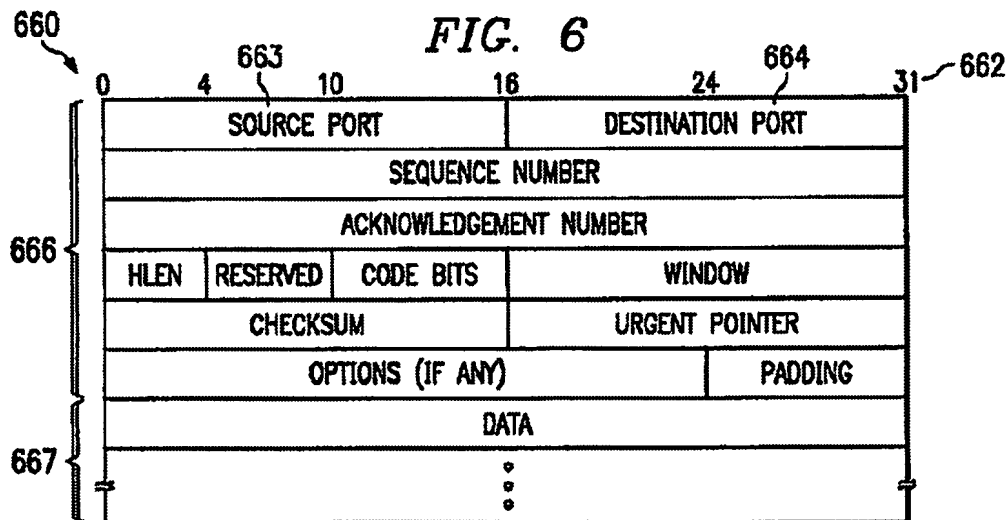 660
FIG. 6
663 664
0 4 10 16 24 31 662
SOURCE PORT DESTINATION PORT
SEQUENCE NUMBER
ACKNOWLEDGEMENT NUMBER
666
HLEN RESERVED CODE BITS WINDOW
CHECKSUM URGENT POINTER
OPTIONS (IF ANY) PADDING
DATA
667